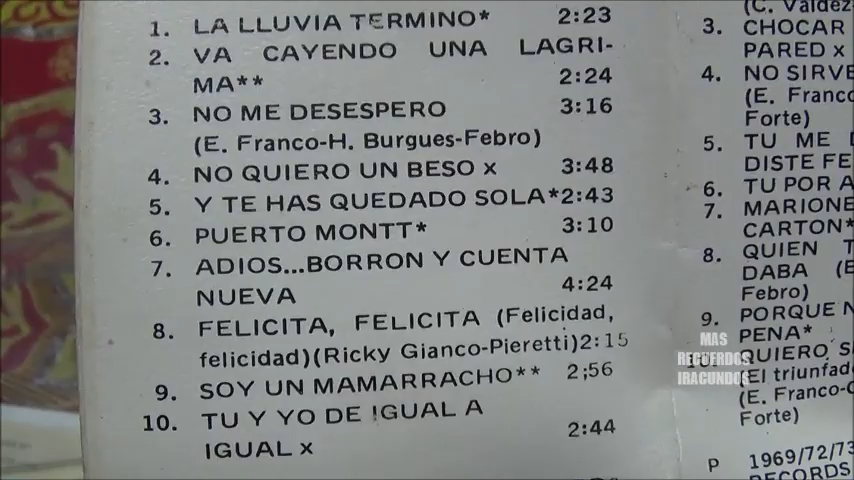 1. LA LLUVIA TERMINO* 2:23
2. VA CAYENDO UNA LAGRI-
MA** 2:24
3. NO ME DESESPERO 3:16
(E. Franco-H. Burgues-Febro)
4. NO QUIERO UN BESO x 3:48
5. Y TE HAS QUEDADO SOLA*2:43
6. PUERTO MONTT* 3:10
7. ADIOS...BORRON Y CUENTA
NUEVA 4:24
8. FELICITA, FELICITA (Felicidad,
felicidad)(Ricky Gianco-Pieretti)2:15
9. SOY UN MAMARRACHO** 2;56
10. TU Y YO DE IGUAL A
IGUAL x 2:44
(C. Valdez
3. CHOCAR
PARED x
4. NO SIRVE
(E. Franco
Forte)
5. TU ME
DISTE FE
6. TU POR A
7. MARIONE
CARTON*
8. QUIEN T
DABA (E
Febro)
9. PORQUE N
PENA*
10. QUIERO S
(El triunfado
(E. Franco-
Forte)
P 1969/72/73
RECORDS
MAS
RECUERDOS
IRACUNDOS